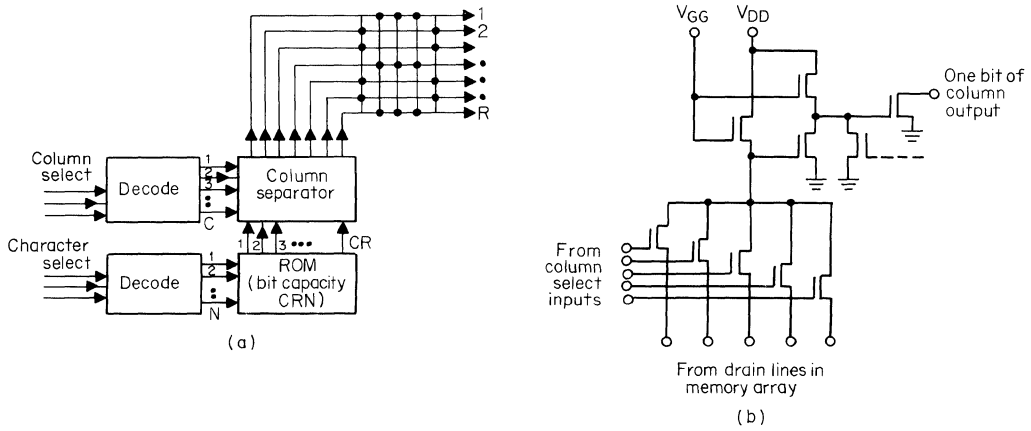 1
2
R
Column
select
Decode
1
2
3
C
Column
separator
1
2
3
CR
Character
select
Decode
1
2
N
ROM
(bit capacity
CRN)
(a)
VGG
VDD
One bit of
column
output
From
column
select
inputs
From drain lines in
memory array
(b)